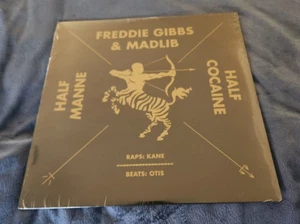 FREDDIE GIBBS
& MADLIB
HALF
MANNE
HALF
COCAINE
RAPS: KANE
BEATS: OTIS